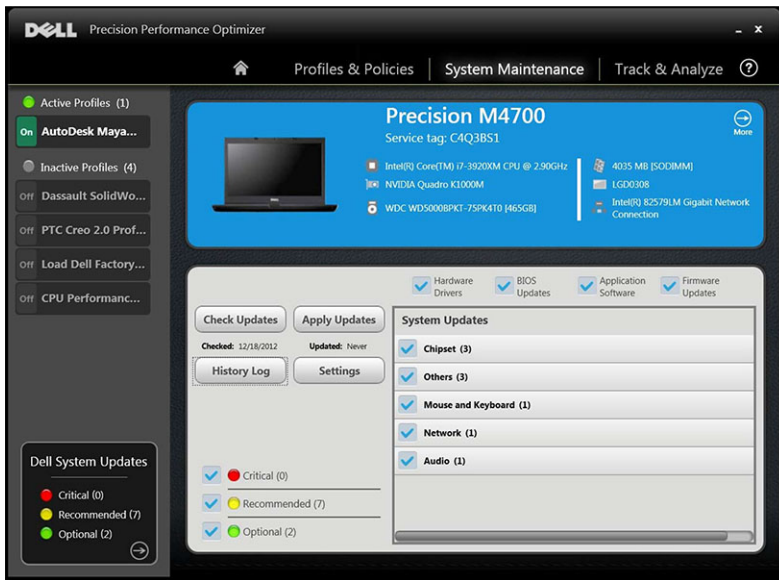 DELL Precision Performance Optimizer
Profiles & Policies
System Maintenance
Track & Analyze
?
Active Profiles (1)
On AutoDesk Maya...
Inactive Profiles (4)
Off Dassault SolidWo...
Off PTC Creo 2.0 Prof...
Off Load Dell Factory...
Off CPU Performanc...
Dell System Updates
Critical (0)
Recommended (7)
Optional (2)
Precision M4700
Service tag: C4Q3BS1
More
Intel(R) Core(TM) i7-3920XM CPU @ 2.90GHz
NVIDIA Quadro K1000M
WDC WD5000BPKT-75PK4T0 [465GB]
4035 MB [SODIMM]
LGD0308
Intel(R) 82579LM Gigabit Network
Connection
Hardware
Drivers
BIOS
Updates
Application
Software
Firmware
Updates
Check Updates
Apply Updates
Checked: 12/18/2012
Updated: Never
History Log
Settings
Critical (0)
Recommended (7)
Optional (2)
System Updates
Chipset (3)
Others (3)
Mouse and Keyboard (1)
Network (1)
Audio (1)